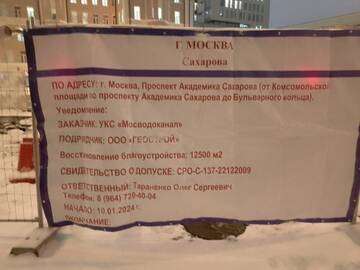 Г. МОСКВА
Сахарова
ПО АДРЕСУ: г. Москва, Проспект Академика Сахарова (от Комсомольской
площади по проспекту Академика Сахарова до Бульварного кольца).
Уведомление:
ЗАКАЗЧИК: УКС «Мосводоканал»
ПОДРЯДЧИК: ООО «ГЕОСТРОЙ»
Восстановление благоустройства: 12500 м2
СВИДЕТЕЛЬСТВО О ДОПУСКЕ: СРО-С-137-22122009
ОТВЕТСТВЕННЫЙ: Тараненко Олег Сергеевич
Телефон: 8 (964) 729-40-04
НАЧАЛО: 10.01.2024 г.
ОКОНЧАНИЕ: